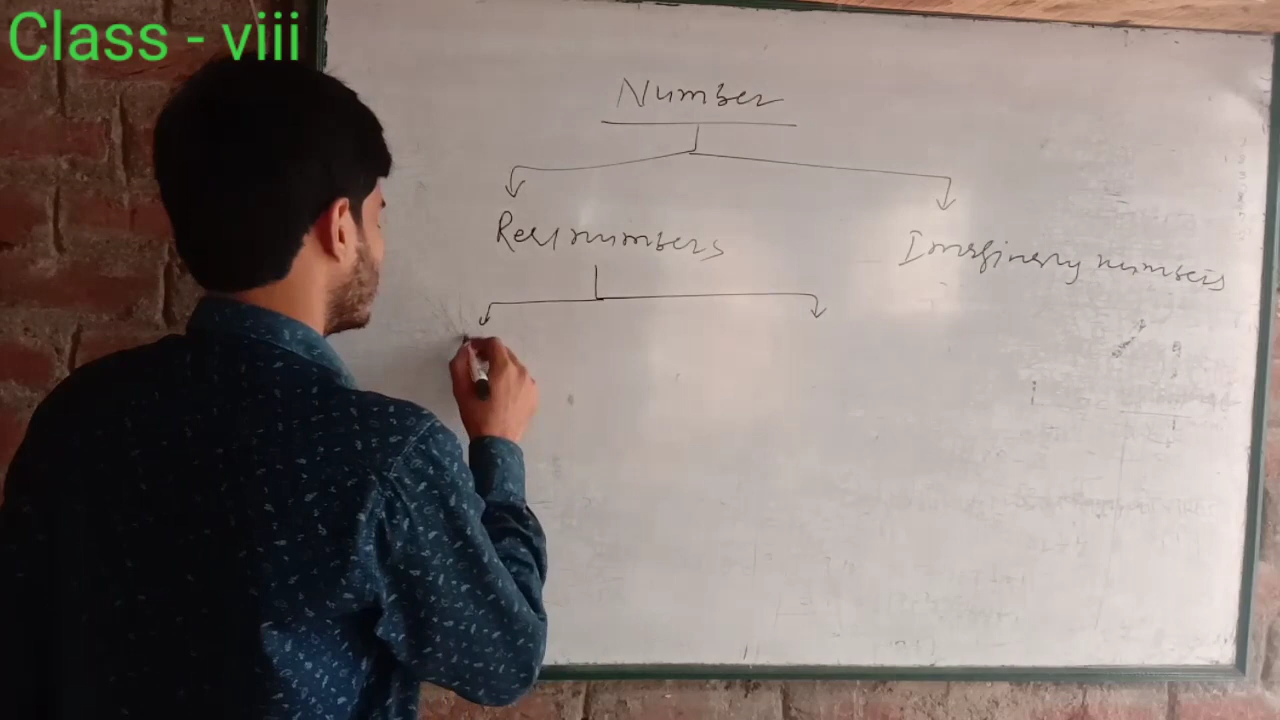 Class - viii
Number
Real numbers
Imaginary numbers